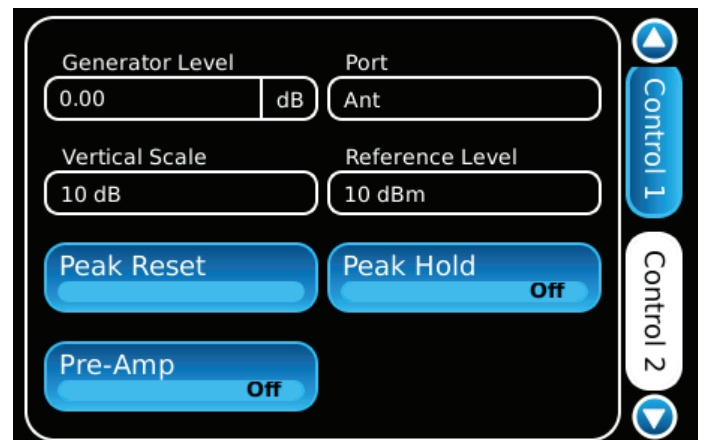 Generator Level
Port
0.00 dB
Ant
Vertical Scale
Reference Level
10 dB
10 dBm
Peak Reset
Peak Hold
Off
Pre-Amp
Off
Control 1
Control 2